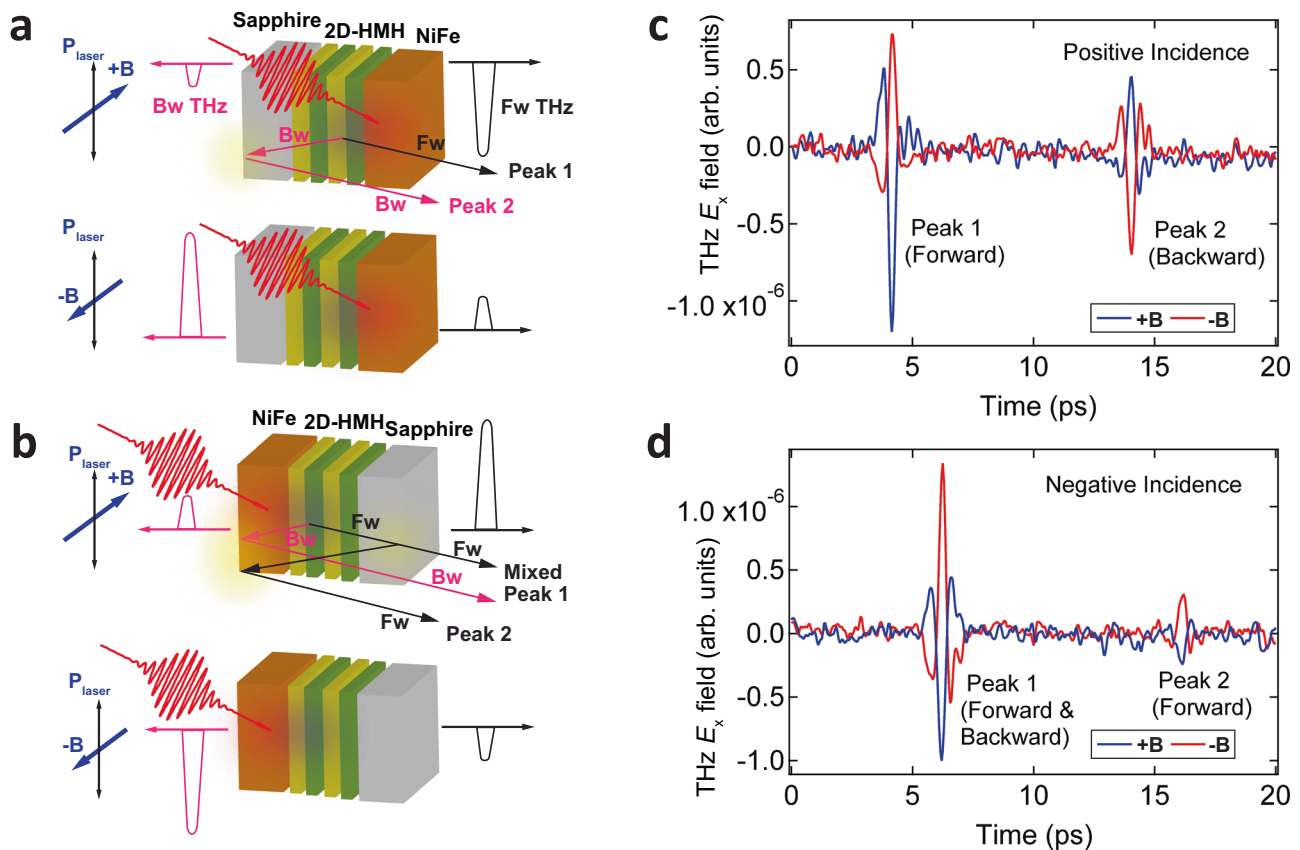 a
Sapphire
2D-HMH
NiFe
P laser
+B
Bw THz
Fw THz
Bw
Fw
Peak 1
Bw
Peak 2
P laser
-B
b
NiFe
2D-HMH
Sapphire
P laser
+B
Fw
Bw
Fw
Mixed
Peak 1
Bw
Fw
Peak 2
P laser
-B
c
THz Ex field (arb. units)
0.5
0.0
-0.5
-1.0 x10⁻⁶
Positive Incidence
Peak 1
(Forward)
Peak 2
(Backward)
+B
-B
0
5
10
15
20
Time (ps)
d
THz Ex field (arb. units)
1.0 x10⁻⁶
0.5
0.0
-0.5
-1.0
Negative Incidence
Peak 1
(Forward &
Backward)
Peak 2
(Forward)
+B
-B
0
5
10
15
20
Time (ps)